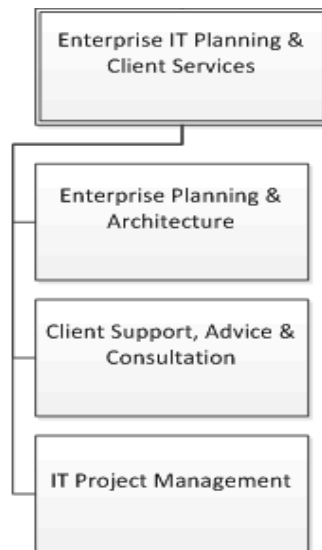 Enterprise IT Planning &
Client Services
Enterprise Planning &
Architecture
Client Support, Advice &
Consultation
IT Project Management